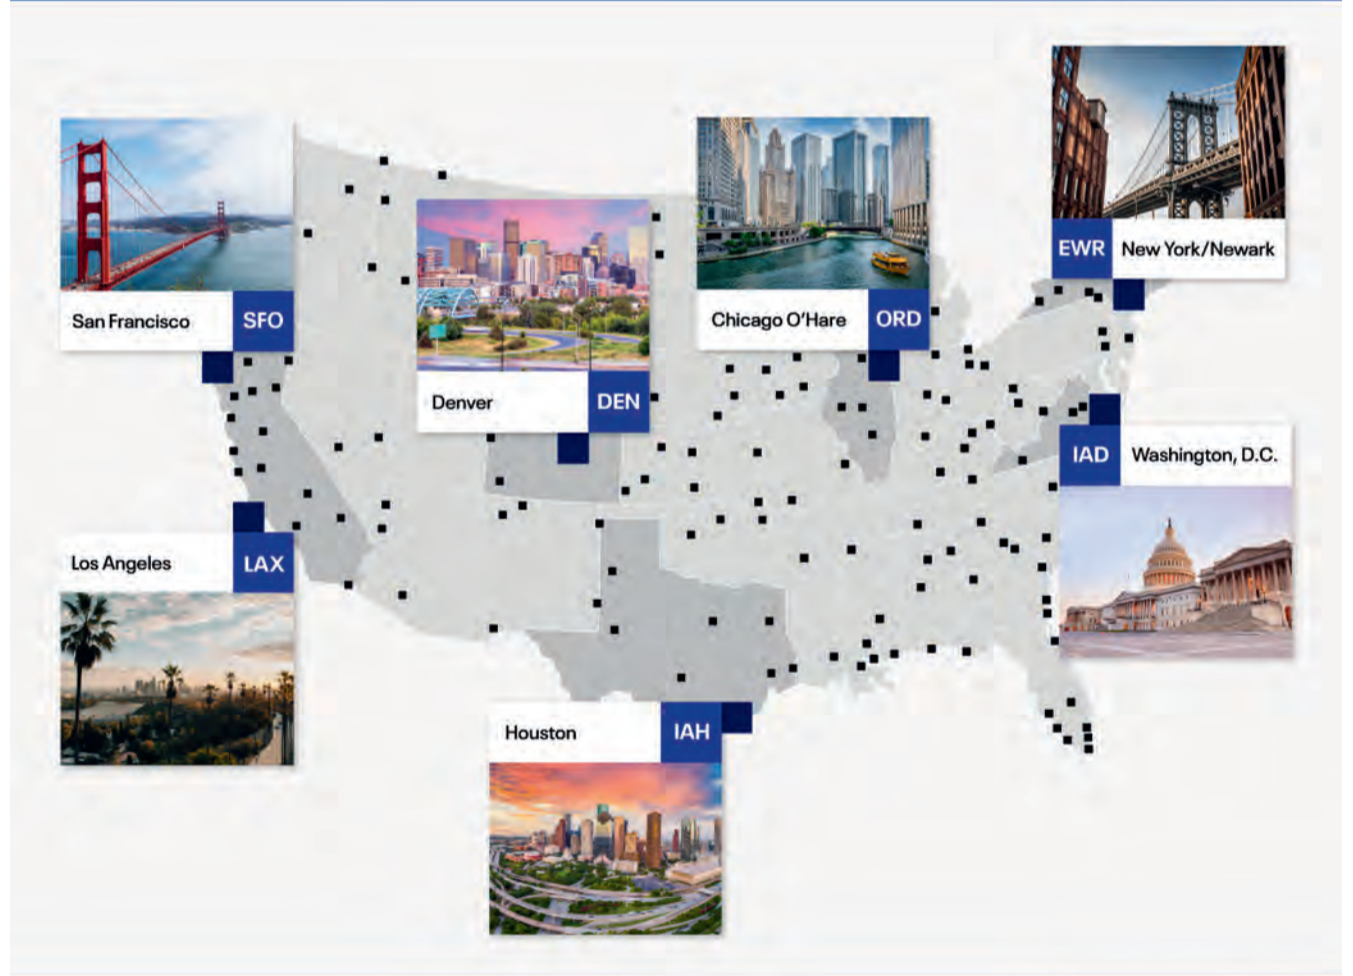 EWR New York/Newark
San Francisco SFO
Chicago O'Hare ORD
Denver DEN
IAD Washington, D.C.
Los Angeles LAX
Houston IAH